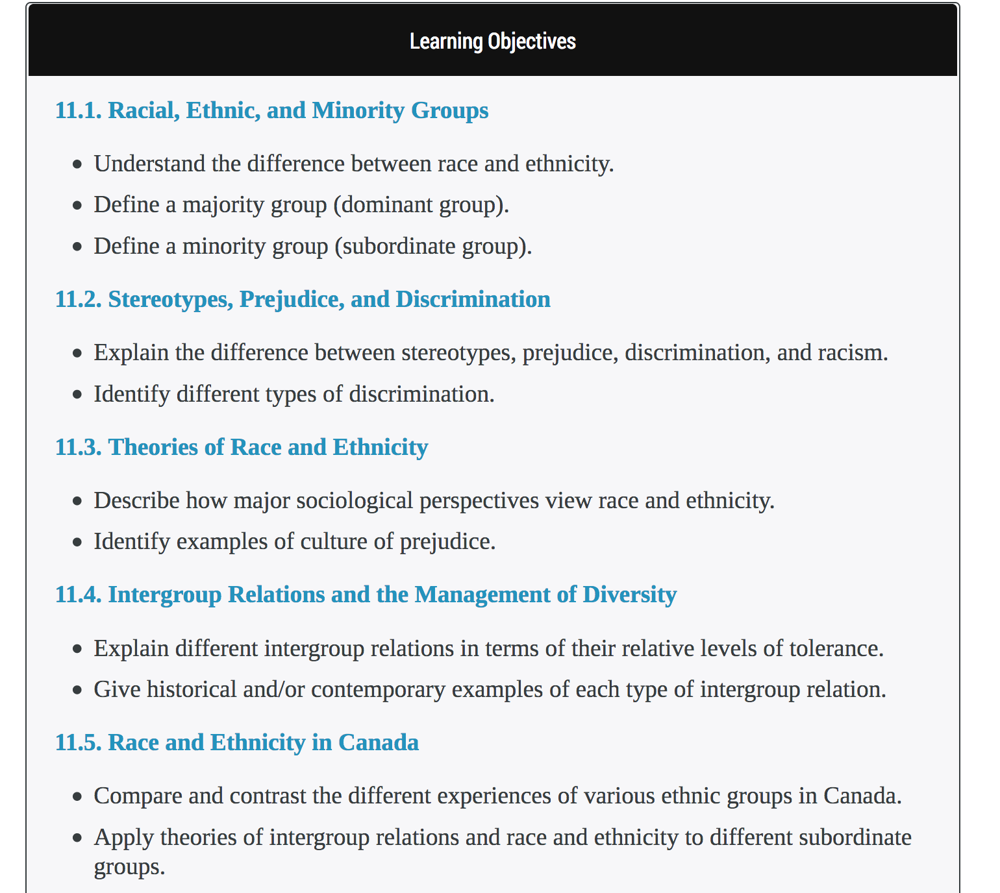 Learning Objectives
11.1. Racial, Ethnic, and Minority Groups
Understand the difference between race and ethnicity.
Define a majority group (dominant group).
Define a minority group (subordinate group).
11.2. Stereotypes, Prejudice, and Discrimination
Explain the difference between stereotypes, prejudice, discrimination, and racism.
Identify different types of discrimination.
11.3. Theories of Race and Ethnicity
Describe how major sociological perspectives view race and ethnicity.
Identify examples of culture of prejudice.
11.4. Intergroup Relations and the Management of Diversity
Explain different intergroup relations in terms of their relative levels of tolerance.
Give historical and/or contemporary examples of each type of intergroup relation.
11.5. Race and Ethnicity in Canada
Compare and contrast the different experiences of various ethnic groups in Canada.
Apply theories of intergroup relations and race and ethnicity to different subordinate
groups.